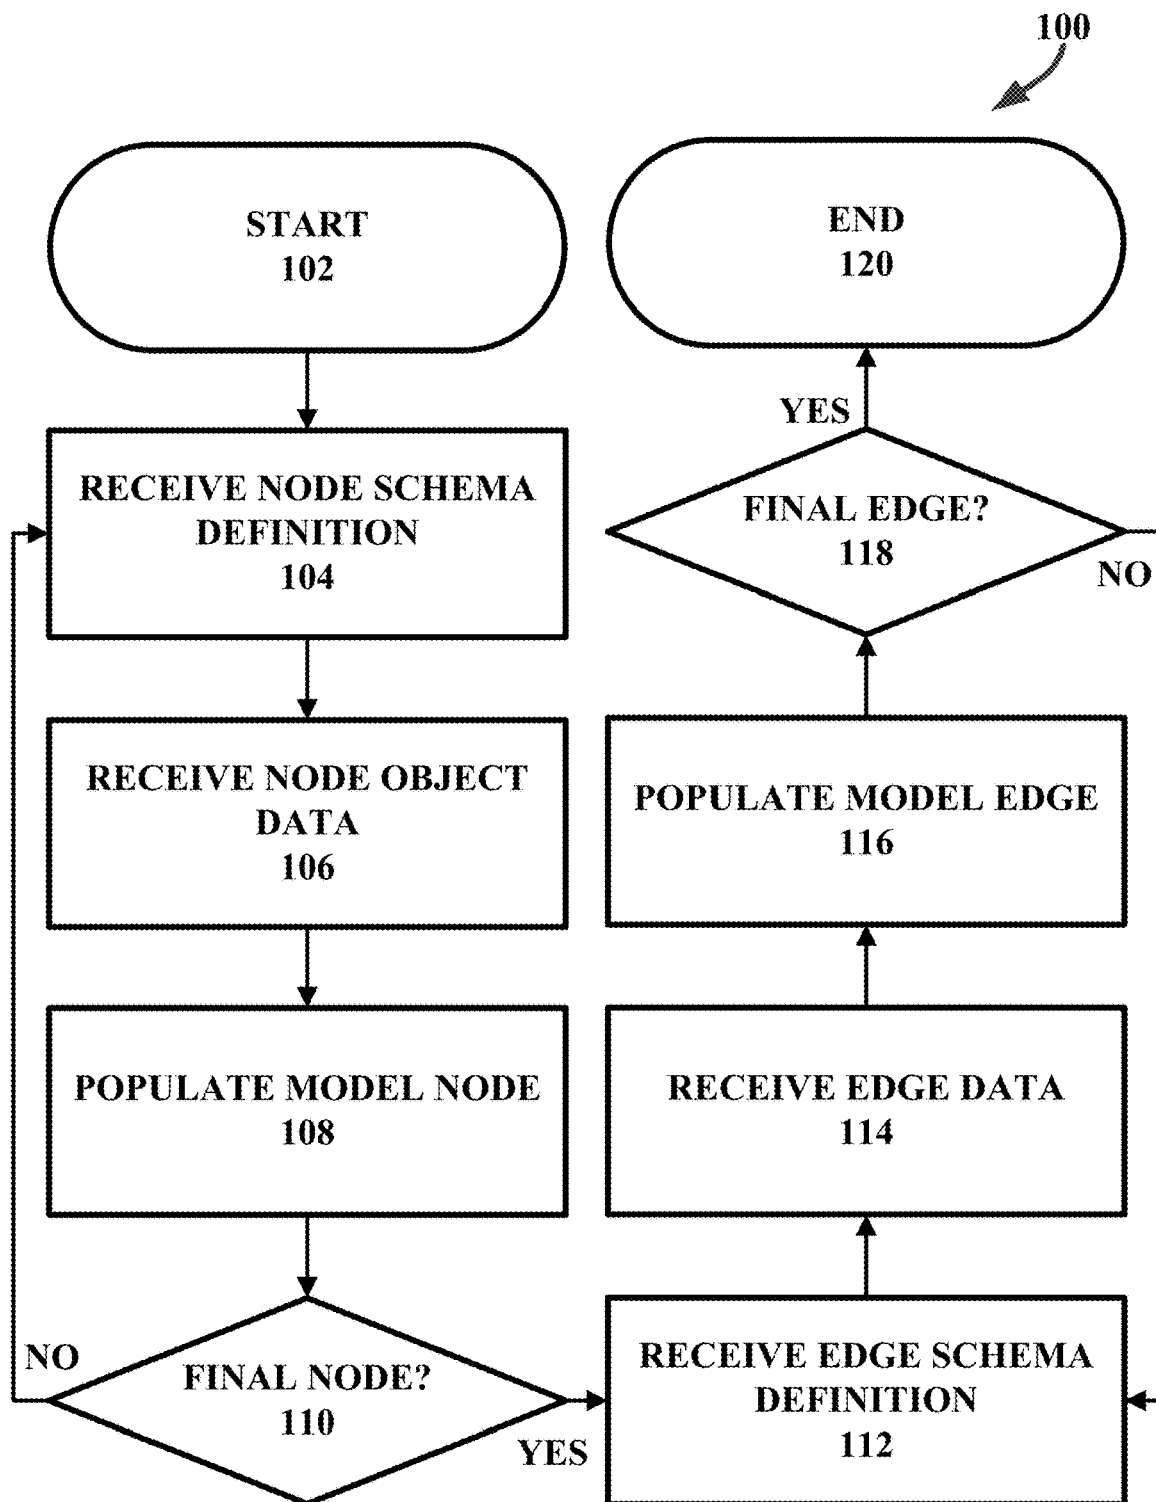 100
START
102
RECEIVE NODE SCHEMA
DEFINITION
104
RECEIVE NODE OBJECT
DATA
106
POPULATE MODEL NODE
108
NO
FINAL NODE?
110
YES
RECEIVE EDGE SCHEMA
DEFINITION
112
RECEIVE EDGE DATA
114
POPULATE MODEL EDGE
116
FINAL EDGE?
118
NO
YES
END
120